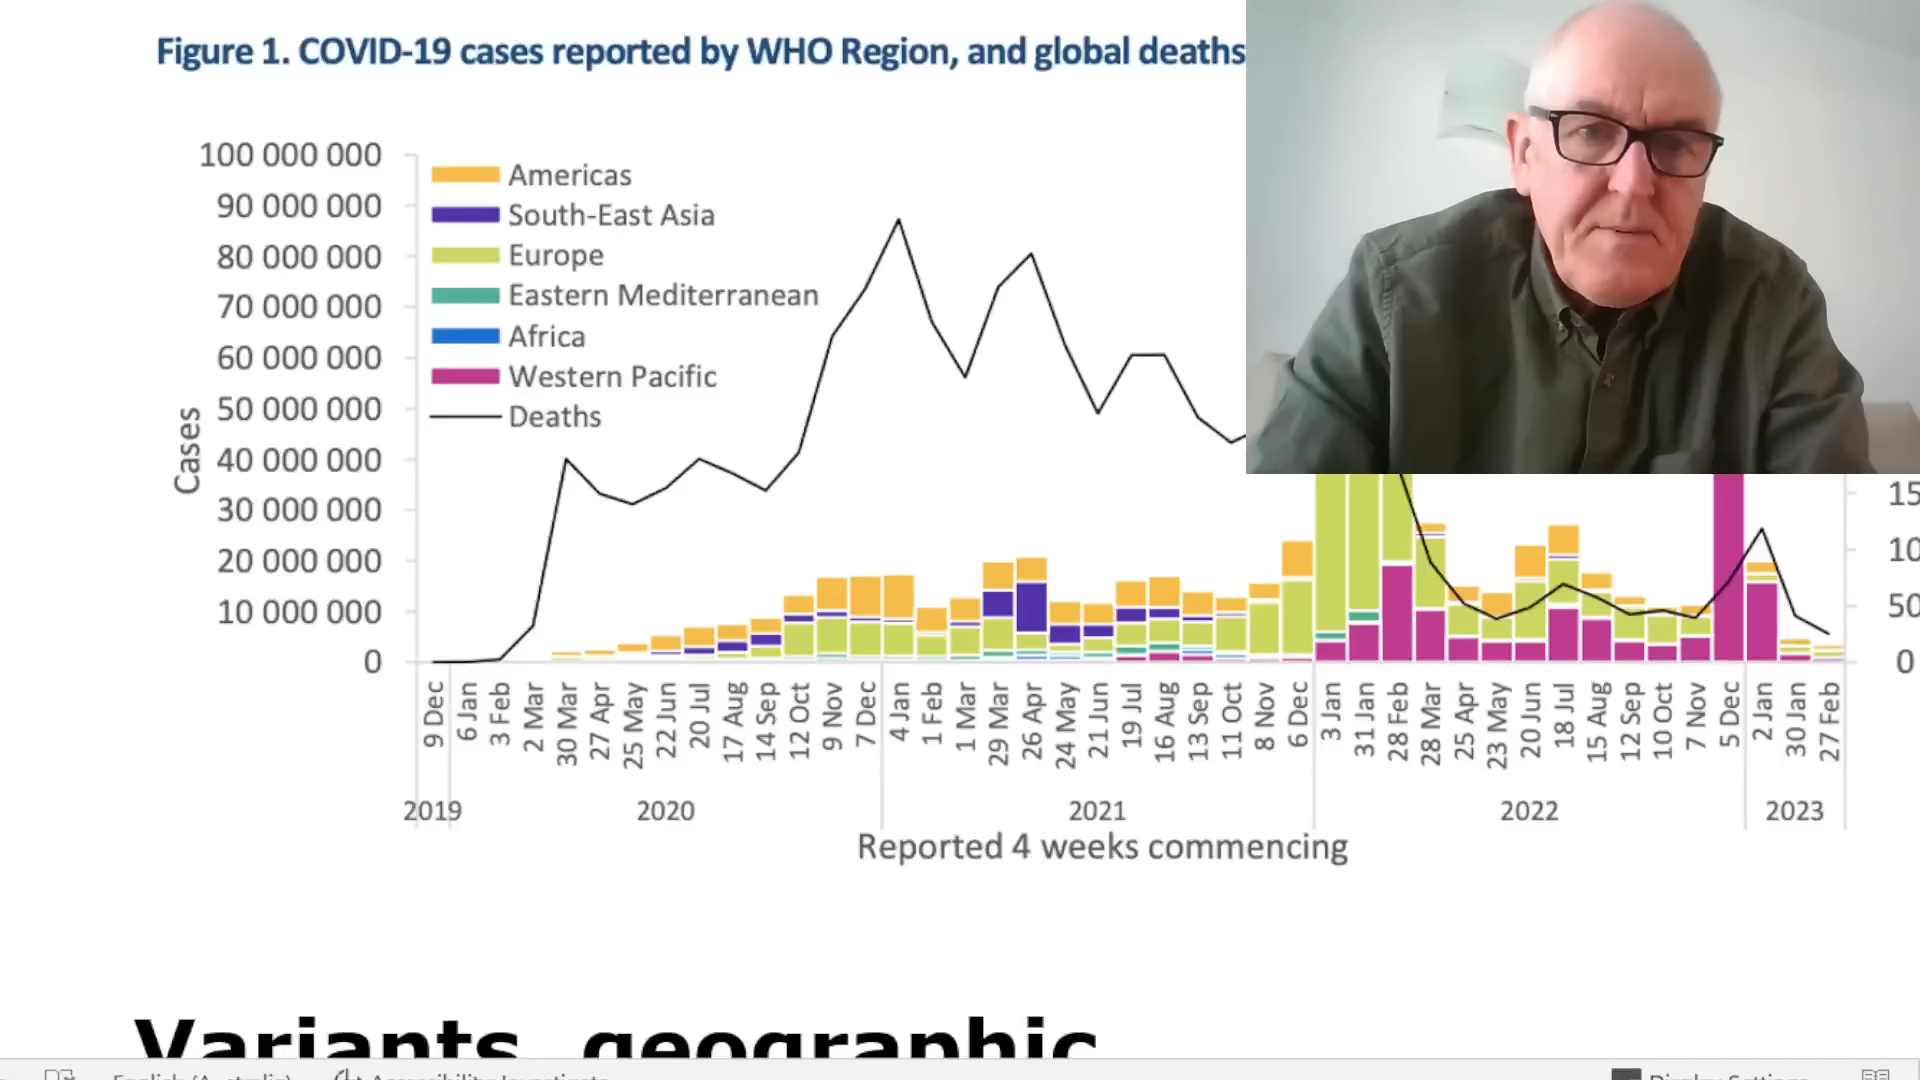 Figure 1. COVID-19 cases reported by WHO Region, and global deaths
100 000 000
90 000 000
80 000 000
70 000 000
60 000 000
50 000 000
40 000 000
30 000 000
20 000 000
10 000 000
0
Cases
Americas
South-East Asia
Europe
Eastern Mediterranean
Africa
Western Pacific
Deaths
15
10
50
0
9 Dec
6 Jan
3 Feb
2 Mar
30 Mar
27 Apr
25 May
22 Jun
20 Jul
17 Aug
14 Sep
12 Oct
9 Nov
7 Dec
4 Jan
1 Feb
1 Mar
29 Mar
26 Apr
24 May
21 Jun
19 Jul
16 Aug
13 Sep
11 Oct
8 Nov
6 Dec
3 Jan
31 Jan
28 Feb
28 Mar
25 Apr
23 May
20 Jun
18 Jul
15 Aug
12 Sep
10 Oct
7 Nov
5 Dec
2 Jan
30 Jan
27 Feb
2019
2020
2021
2022
2023
Reported 4 weeks commencing
Variants, geographic